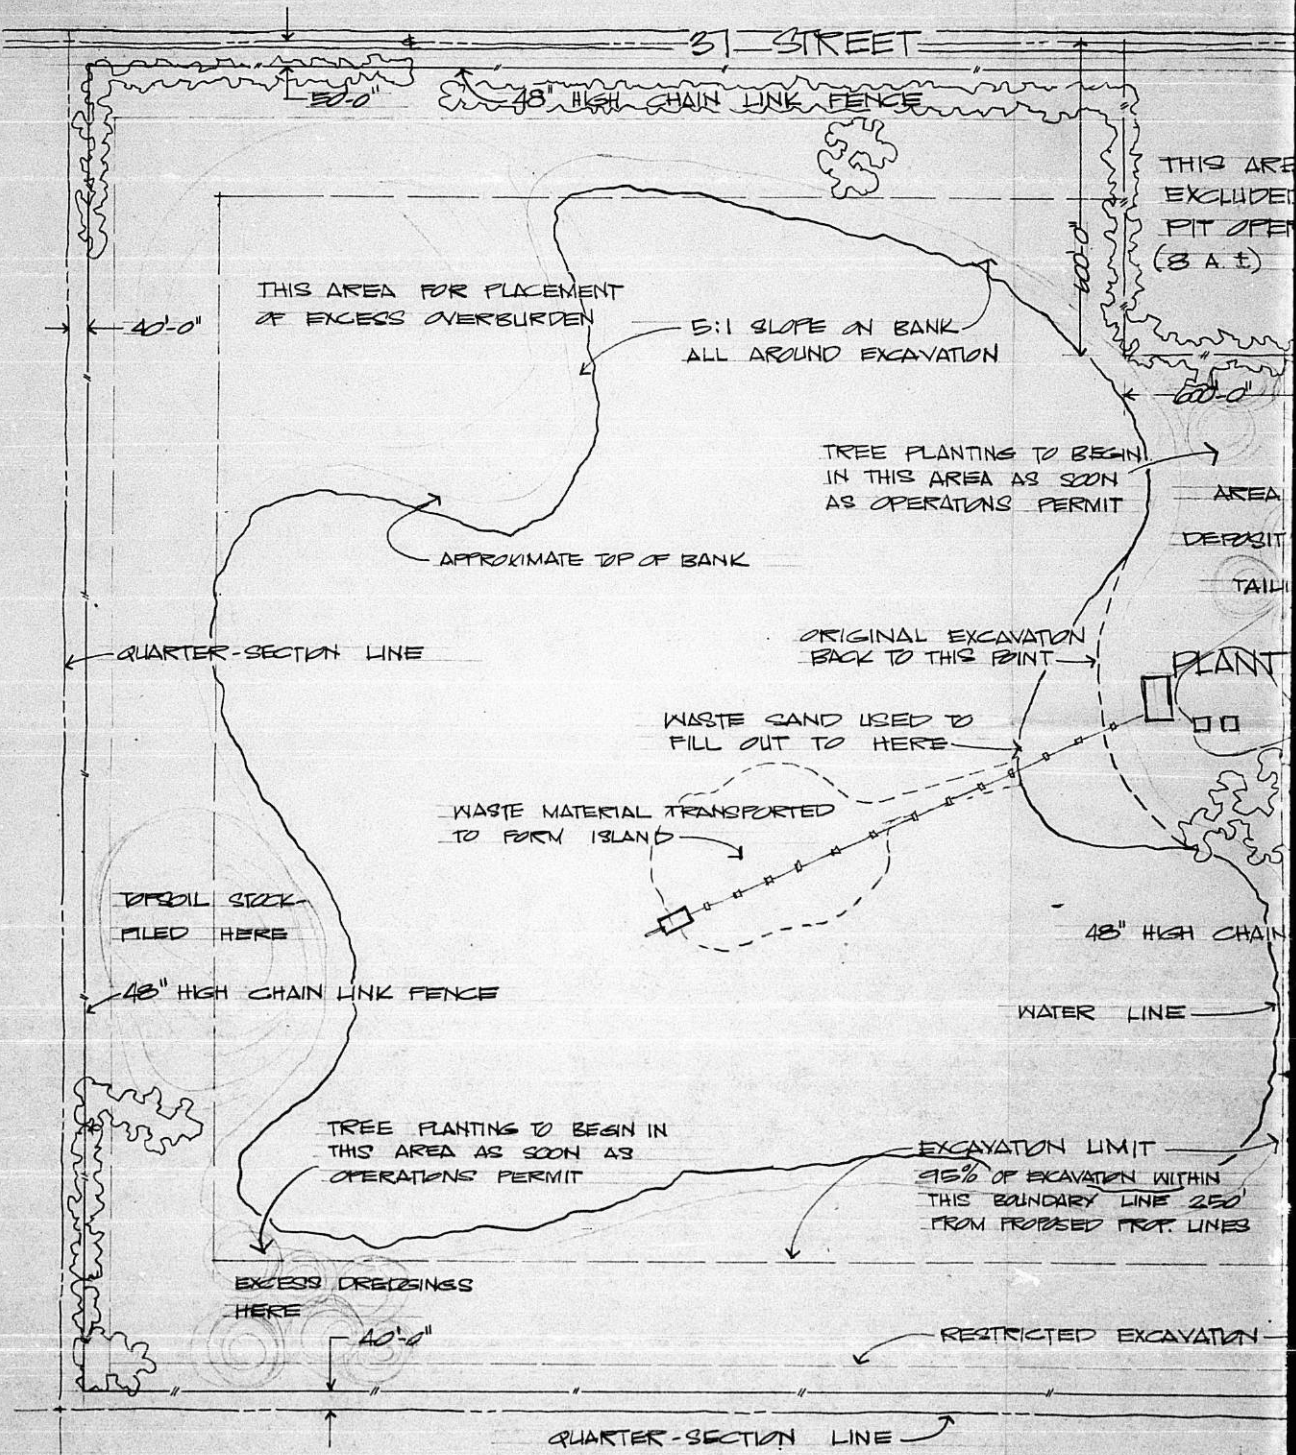 37 STREET
50'-0"
48" HIGH CHAIN LINK FENCE
THIS ARE
EXCLUDED
PIT OPER
(8 A. ±)
600'-0"
THIS AREA FOR PLACEMENT
OF EXCESS OVERBURDEN
40'-0"
5:1 SLOPE ON BANK
ALL AROUND EXCAVATION
600'-0"
TREE PLANTING TO BEGIN
IN THIS AREA AS SOON
AS OPERATIONS PERMIT
AREA
DEPOSIT
TAILI
APPROXIMATE TOP OF BANK
QUARTER-SECTION LINE
ORIGINAL EXCAVATION
BACK TO THIS POINT
PLANT
WASTE SAND USED TO
FILL OUT TO HERE
WASTE MATERIAL TRANSPORTED
TO FORM ISLAND
TOPSOIL STOCK-
PILED HERE
48" HIGH CHAIN
48" HIGH CHAIN LINK FENCE
WATER LINE
TREE PLANTING TO BEGIN IN
THIS AREA AS SOON AS
OPERATIONS PERMIT
EXCAVATION LIMIT
95% OF EXCAVATION WITHIN
THIS BOUNDARY LINE 250'
FROM PROPOSED PROP. LINES
EXCESS DREDGINGS
HERE
40'-0"
RESTRICTED EXCAVATION
QUARTER-SECTION LINE